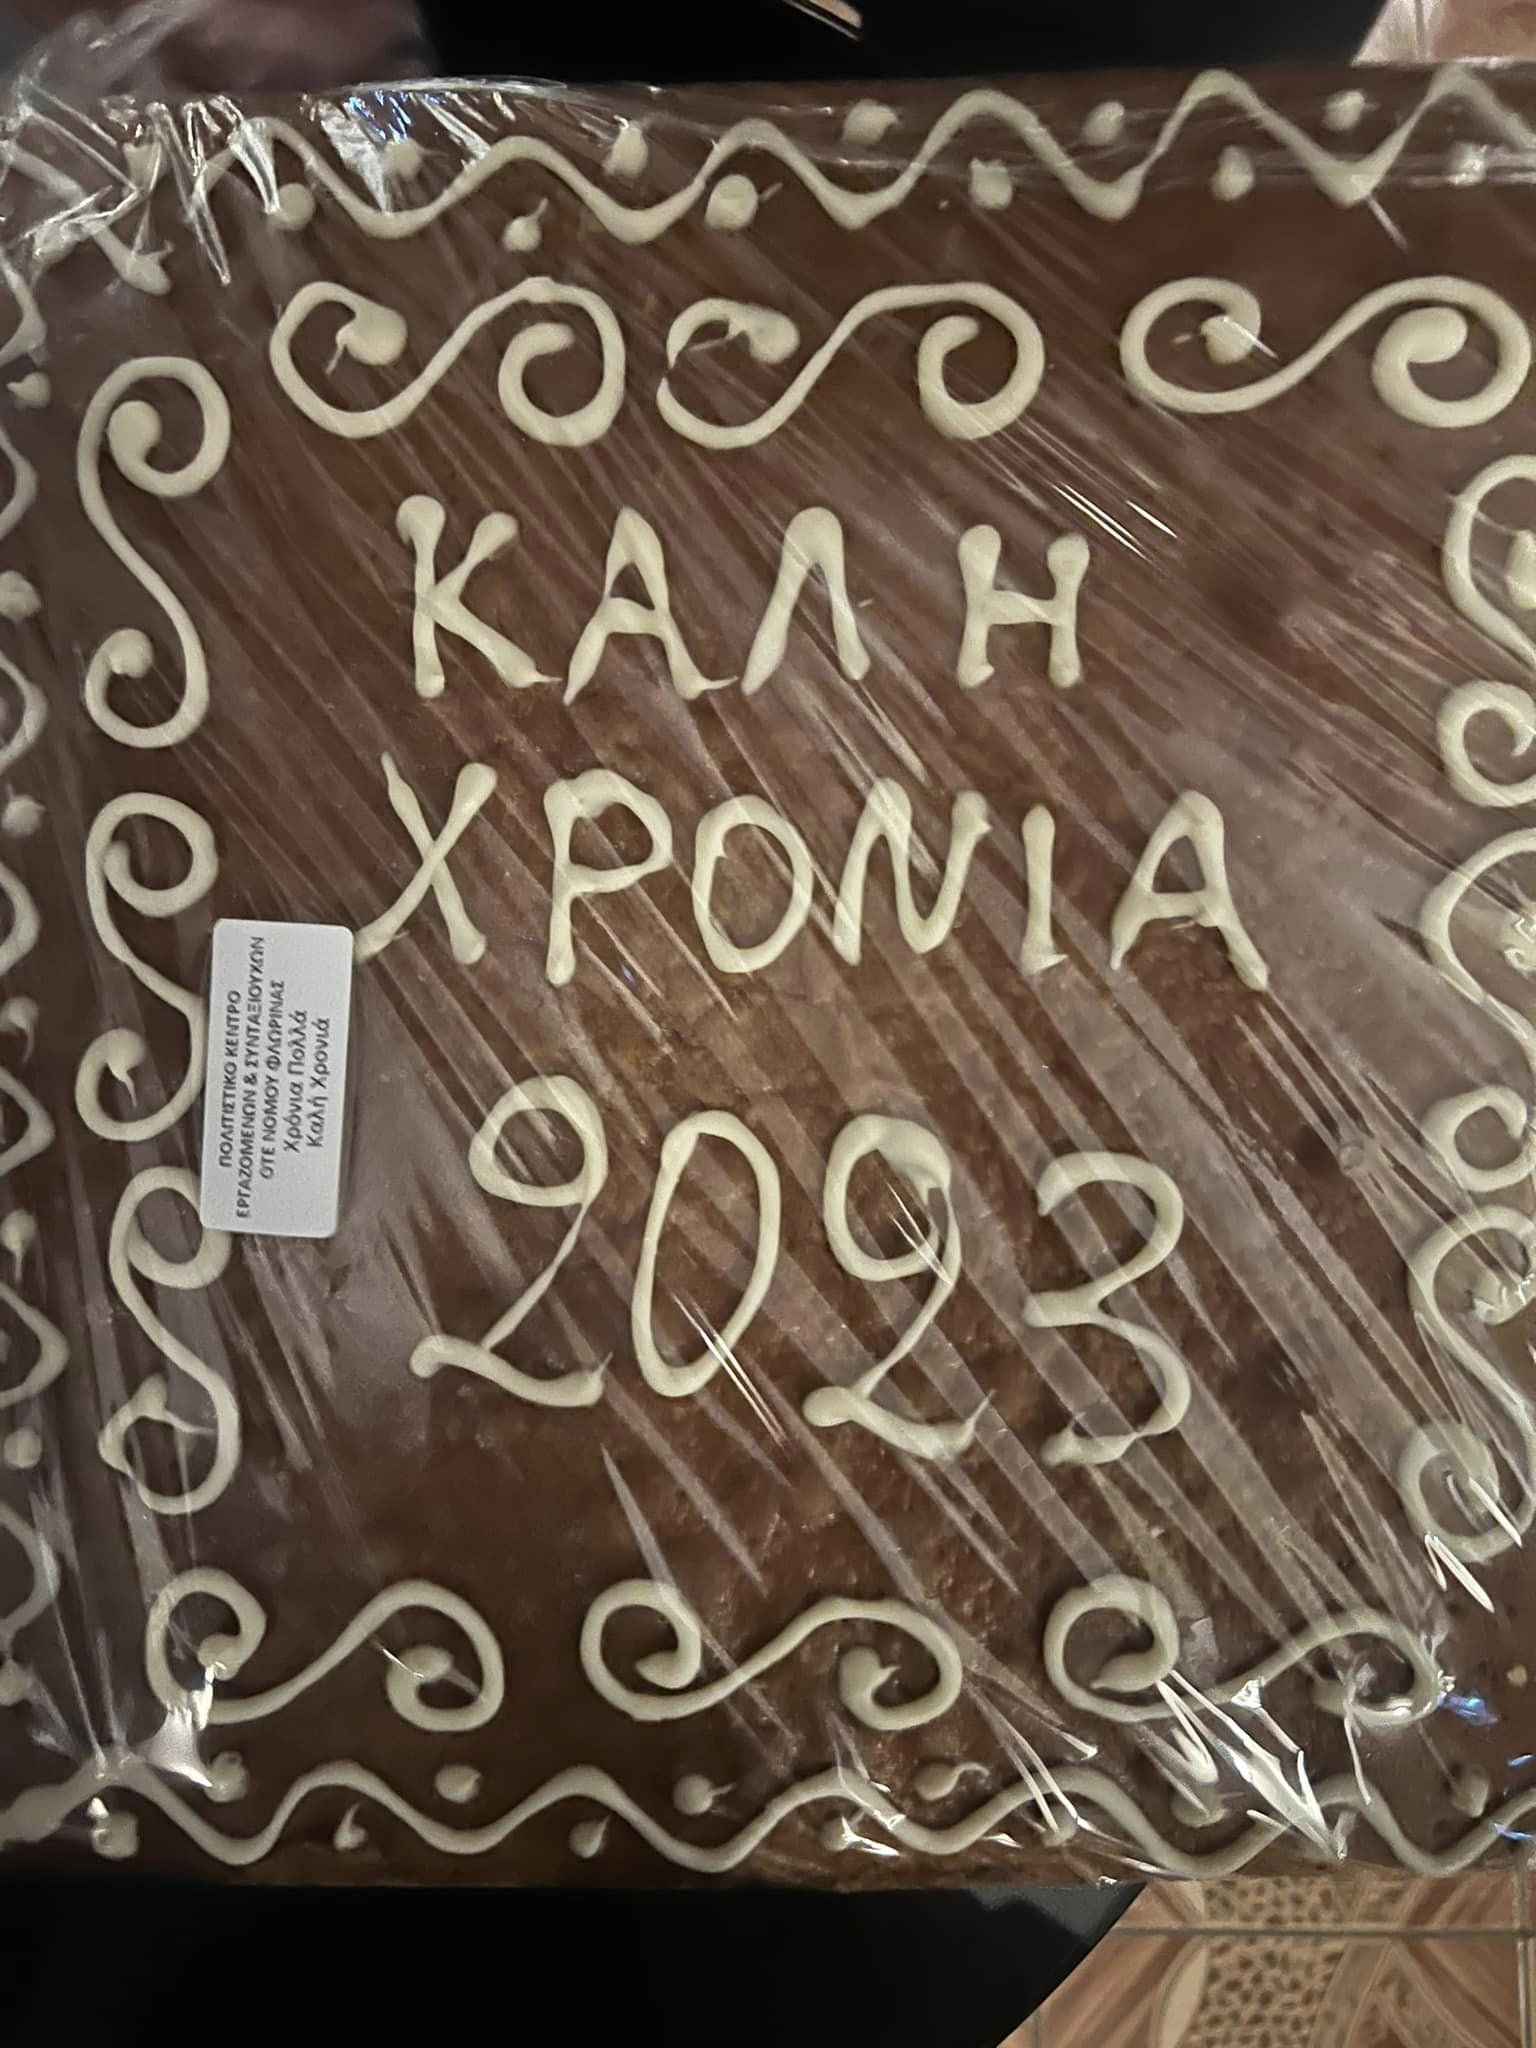 ΚΑΛΗ
ΧΡΟΝΙΑ
2023
ΠΟΛΙΤΙΣΤΙΚΟ ΚΕΝΤΡΟ
ΕΡΓΑΖΟΜΕΝΩΝ & ΣΥΝΤΑΞΙΟΥΧΩΝ
ΟΤΕ ΝΟΜΟΥ ΦΛΩΡΙΝΑΣ
Χρόνια Πολλά
Καλή Χρονιά